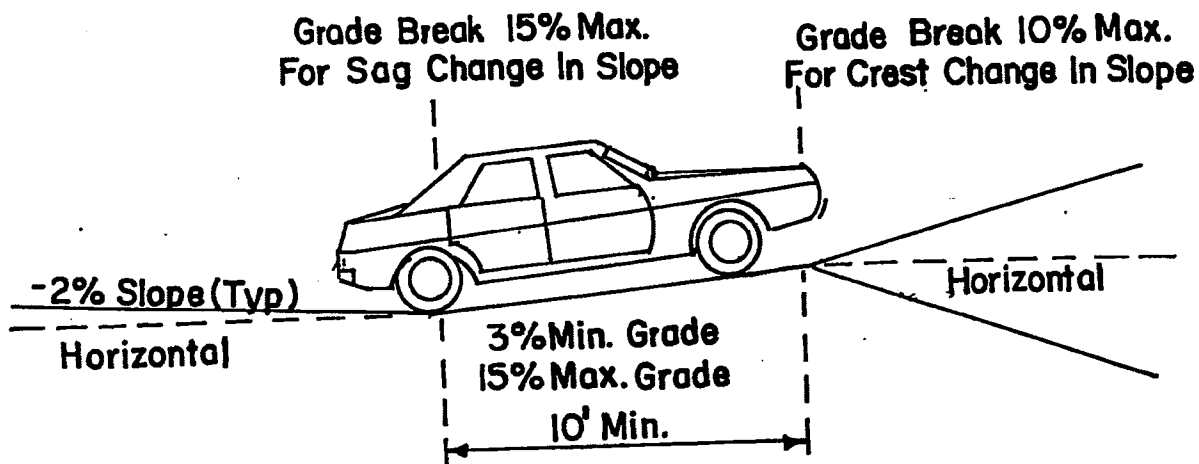 Grade Break 15% Max.
For Sag Change In Slope
Grade Break 10% Max.
For Crest Change In Slope
-2% Slope (Typ)
Horizontal
3% Min. Grade
15% Max. Grade
10' Min.
Horizontal